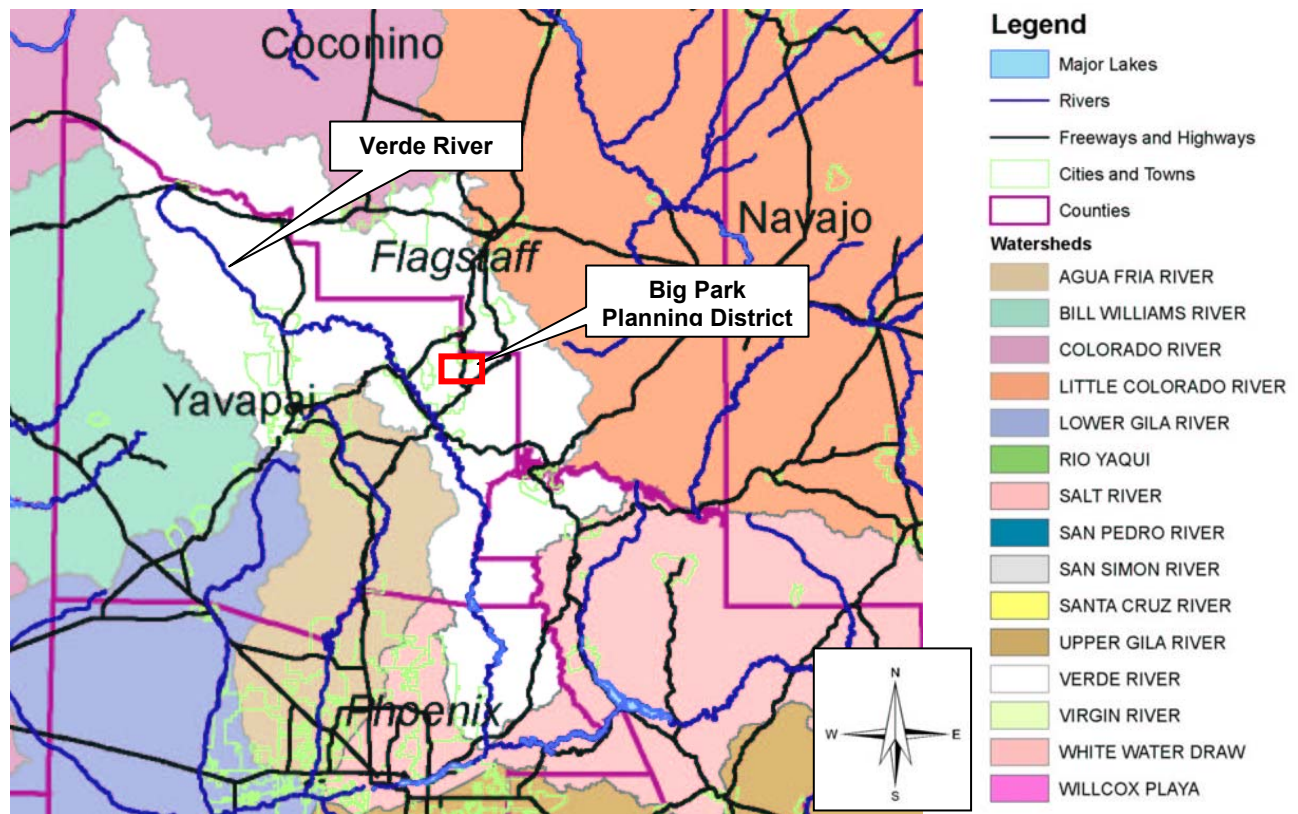 Coconino
Verde River
Navajo
Flagstaff
Big Park
Planning District
Yavapai
Phoenix
N
W
E
S
Legend
Major Lakes
Rivers
Freeways and Highways
Cities and Towns
Counties
Watersheds
AGUA FRIA RIVER
BILL WILLIAMS RIVER
COLORADO RIVER
LITTLE COLORADO RIVER
LOWER GILA RIVER
RIO YAQUI
SALT RIVER
SAN PEDRO RIVER
SAN SIMON RIVER
SANTA CRUZ RIVER
UPPER GILA RIVER
VERDE RIVER
VIRGIN RIVER
WHITE WATER DRAW
WILLCOX PLAYA